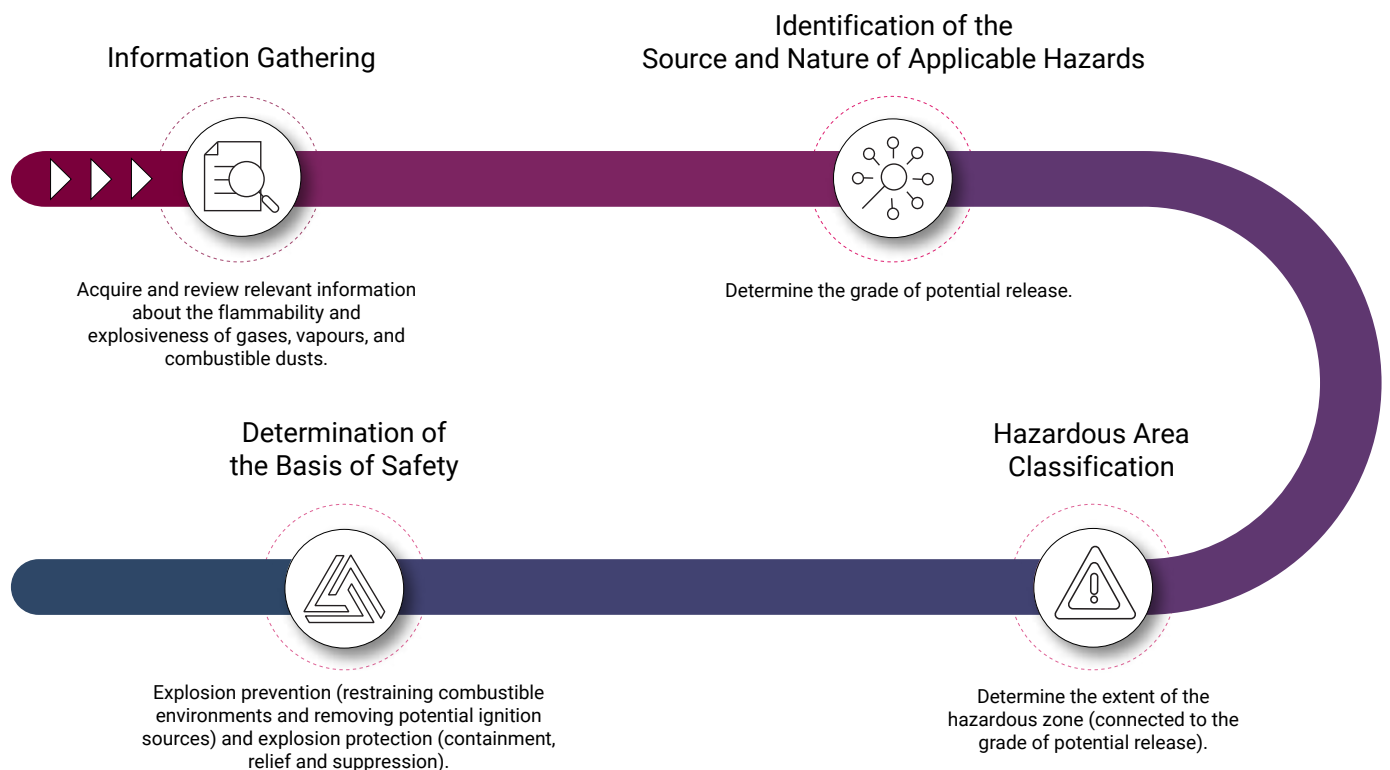 Information Gathering
Acquire and review relevant information
about the flammability and
explosiveness of gases, vapours, and
combustible dusts.
Identification of the
Source and Nature of Applicable Hazards
Determine the grade of potential release.
Hazardous Area
Classification
Determine the extent of the
hazardous zone (connected to the
grade of potential release).
Determination of
the Basis of Safety
Explosion prevention (restraining combustible
environments and removing potential ignition
sources) and explosion protection (containment,
relief and suppression).